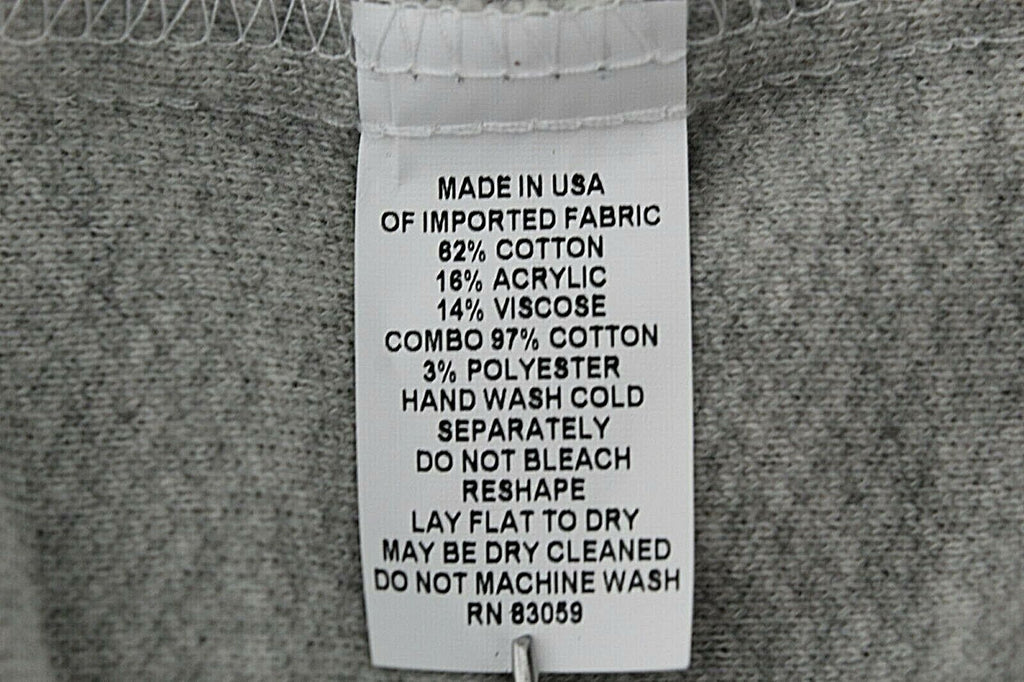 MADE IN USA
OF IMPORTED FABRIC
62% COTTON
16% ACRYLIC
14% VISCOSE
COMBO 97% COTTON
3% POLYESTER
HAND WASH COLD
SEPARATELY
DO NOT BLEACH
RESHAPE
LAY FLAT TO DRY
MAY BE DRY CLEANED
DO NOT MACHINE WASH
RN 83059